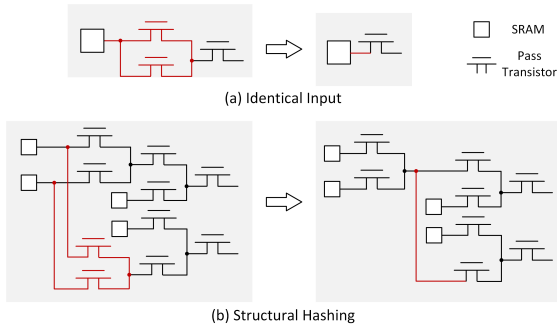 SRAM
Pass
Transistor
(a) Identical Input
(b) Structural Hashing